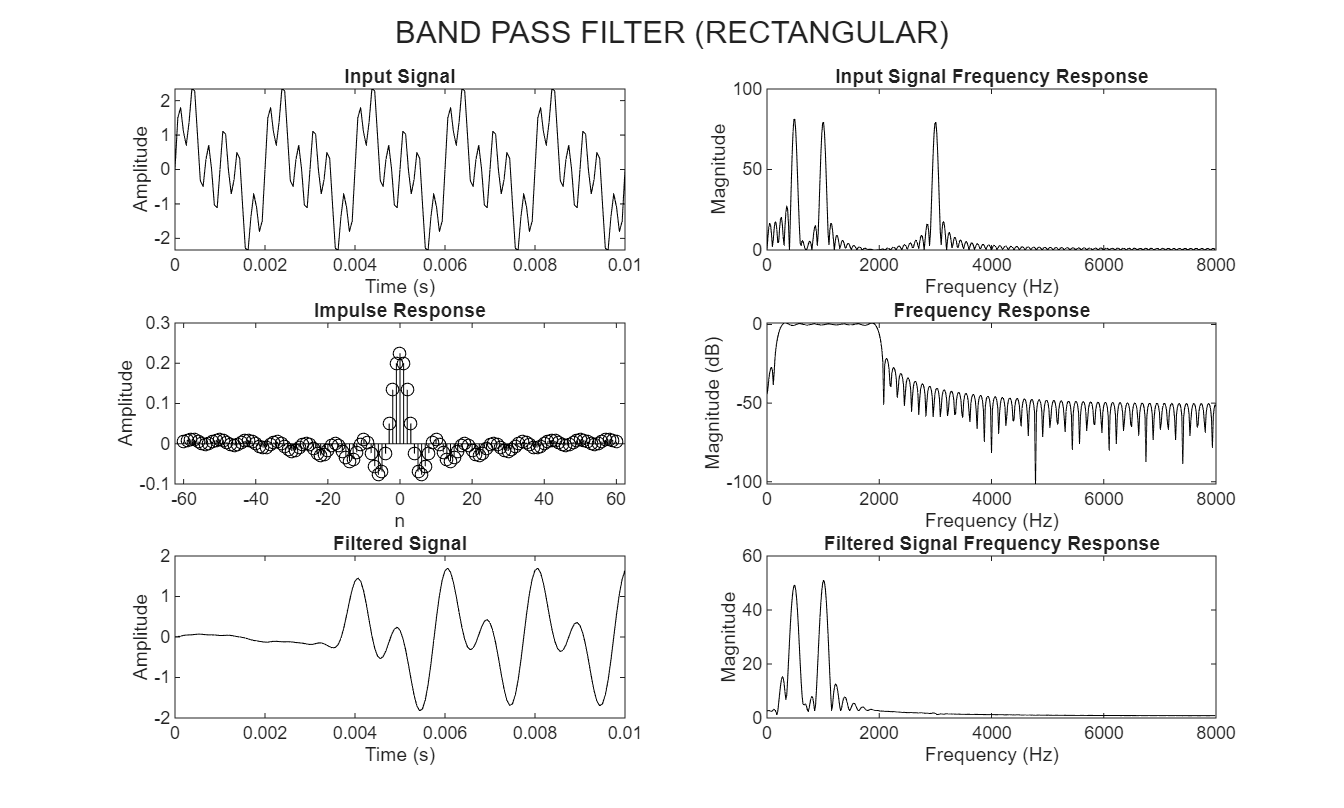 BAND PASS FILTER (RECTANGULAR)
Input Signal
Amplitude
2
1
0
-1
-2
0 0.002 0.004 0.006 0.008 0.01
Time (s)
Input Signal Frequency Response
Magnitude
100
50
0
0 2000 4000 6000 8000
Frequency (Hz)
Impulse Response
Amplitude
0.3
0.2
0.1
0
-0.1
-60 -40 -20 0 20 40 60
n
Frequency Response
Magnitude (dB)
0
-50
-100
0 2000 4000 6000 8000
Frequency (Hz)
Filtered Signal
Amplitude
2
1
0
-1
-2
0 0.002 0.004 0.006 0.008 0.01
Time (s)
Filtered Signal Frequency Response
Magnitude
60
40
20
0
0 2000 4000 6000 8000
Frequency (Hz)